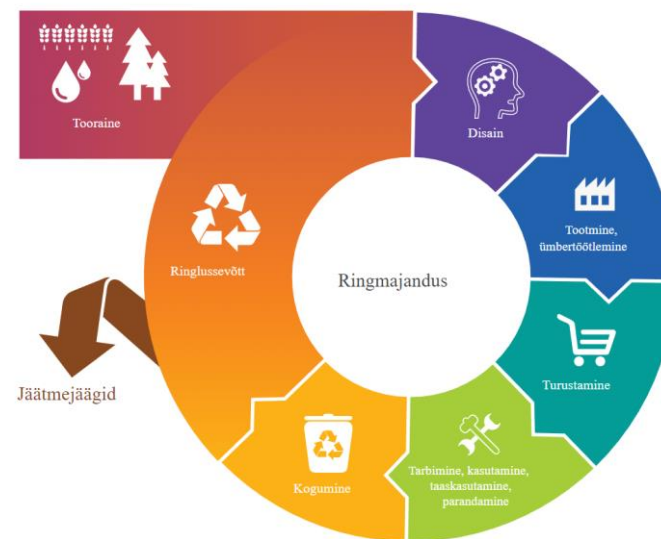 Tooraine
Disain
Tootmine,
ümbertöötlemine
Ringlussevõtt
Ringmajandus
Turustamine
Jäätmejäägid
Tarbimine, kasutamine,
taaskasutamine,
parandamine
Kogumine